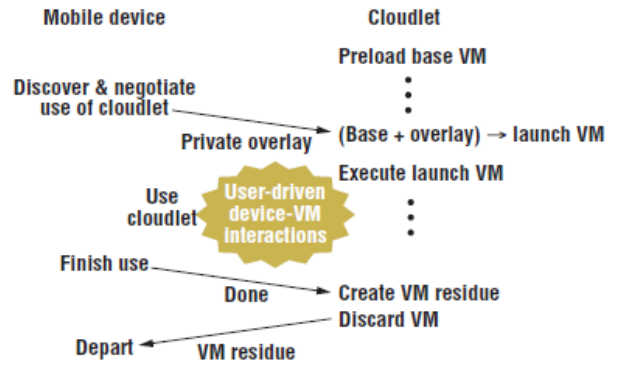 Mobile device
Cloudlet
Preload base VM
Discover & negotiate
use of cloudlet
Private overlay
(Base + overlay) → launch VM
Execute launch VM
Use
cloudlet
User-driven
device-VM
interactions
Finish use
Done
Create VM residue
Discard VM
Depart
VM residue